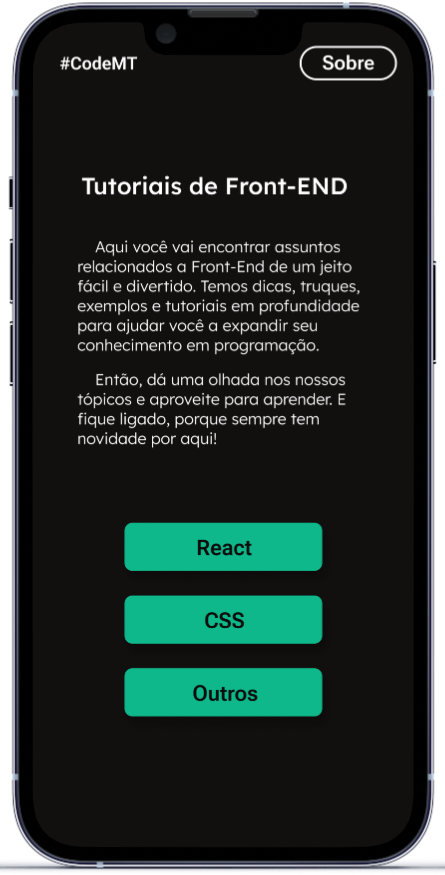 #CodeMT
Sobre
Tutoriais de Front-END
Aqui você vai encontrar assuntos
relacionados a Front-End de um jeito
fácil e divertido. Temos dicas, truques,
exemplos e tutoriais em profundidade
para ajudar você a expandir seu
conhecimento em programação.
Então, dá uma olhada nos nossos
tópicos e aproveite para aprender. E
fique ligado, porque sempre tem
novidade por aqui!
React
CSS
Outros